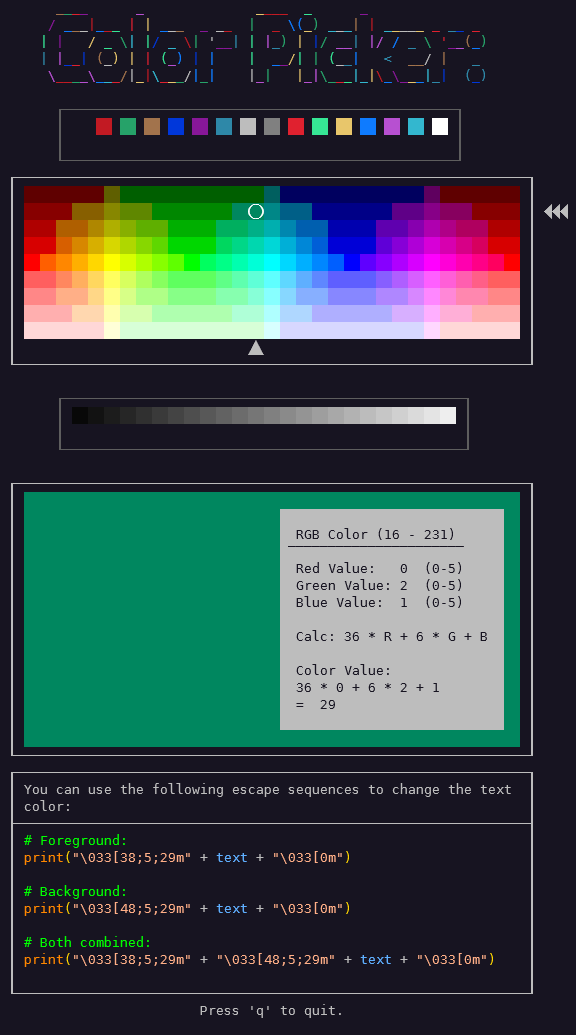 Color Picker :)
RGB Color (16 - 231)
Red Value:   0  (0-5)
Green Value: 2  (0-5)
Blue Value:  1  (0-5)
Calc: 36 * R + 6 * G + B
Color Value:
36 * 0 + 6 * 2 + 1
=  29
You can use the following escape sequences to change the text
color:
# Foreground:
print("\033[38;5;29m" + text + "\033[0m")
# Background:
print("\033[48;5;29m" + text + "\033[0m")
# Both combined:
print("\033[38;5;29m" + "\033[48;5;29m" + text + "\033[0m")
Press 'q' to quit.